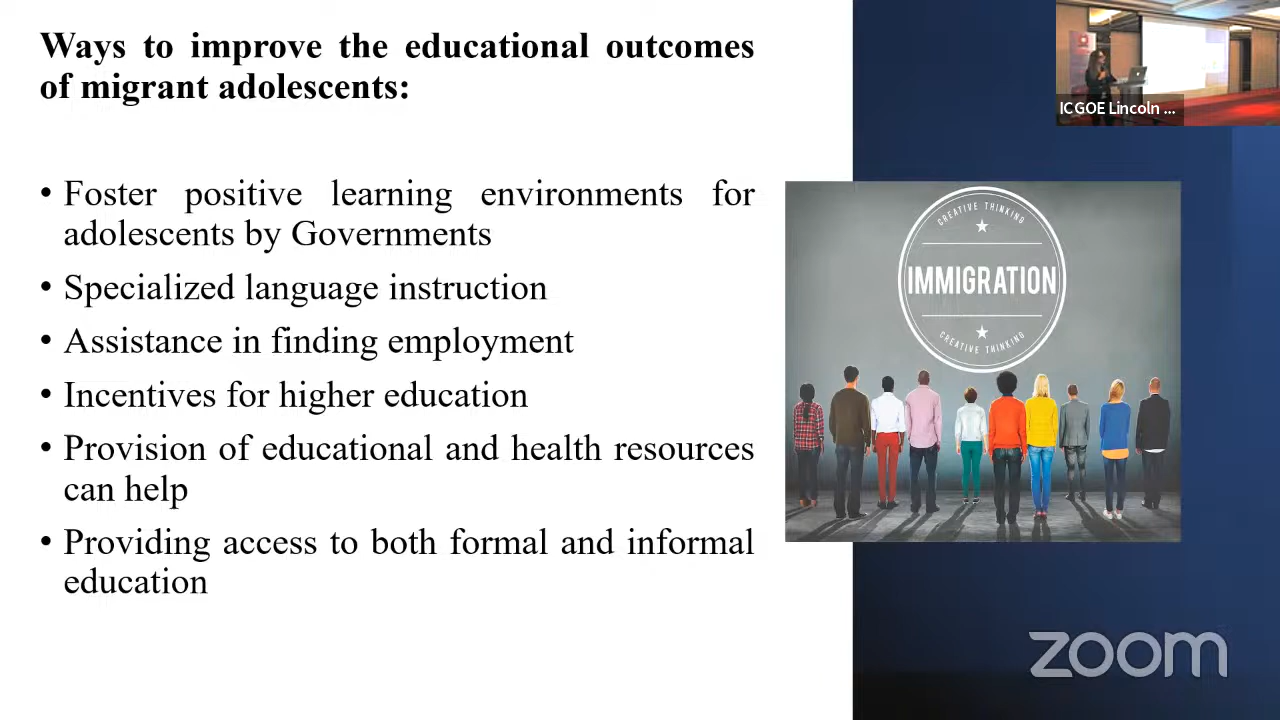 Ways to improve the educational outcomes
of migrant adolescents:
• Foster positive learning environments for
adolescents by Governments
• Specialized language instruction
• Assistance in finding employment
• Incentives for higher education
• Provision of educational and health resources
can help
• Providing access to both formal and informal
education
ICGOE Lincoln ...
CREATIVE THINKING
IMMIGRATION
CREATIVE THINKING
zoom